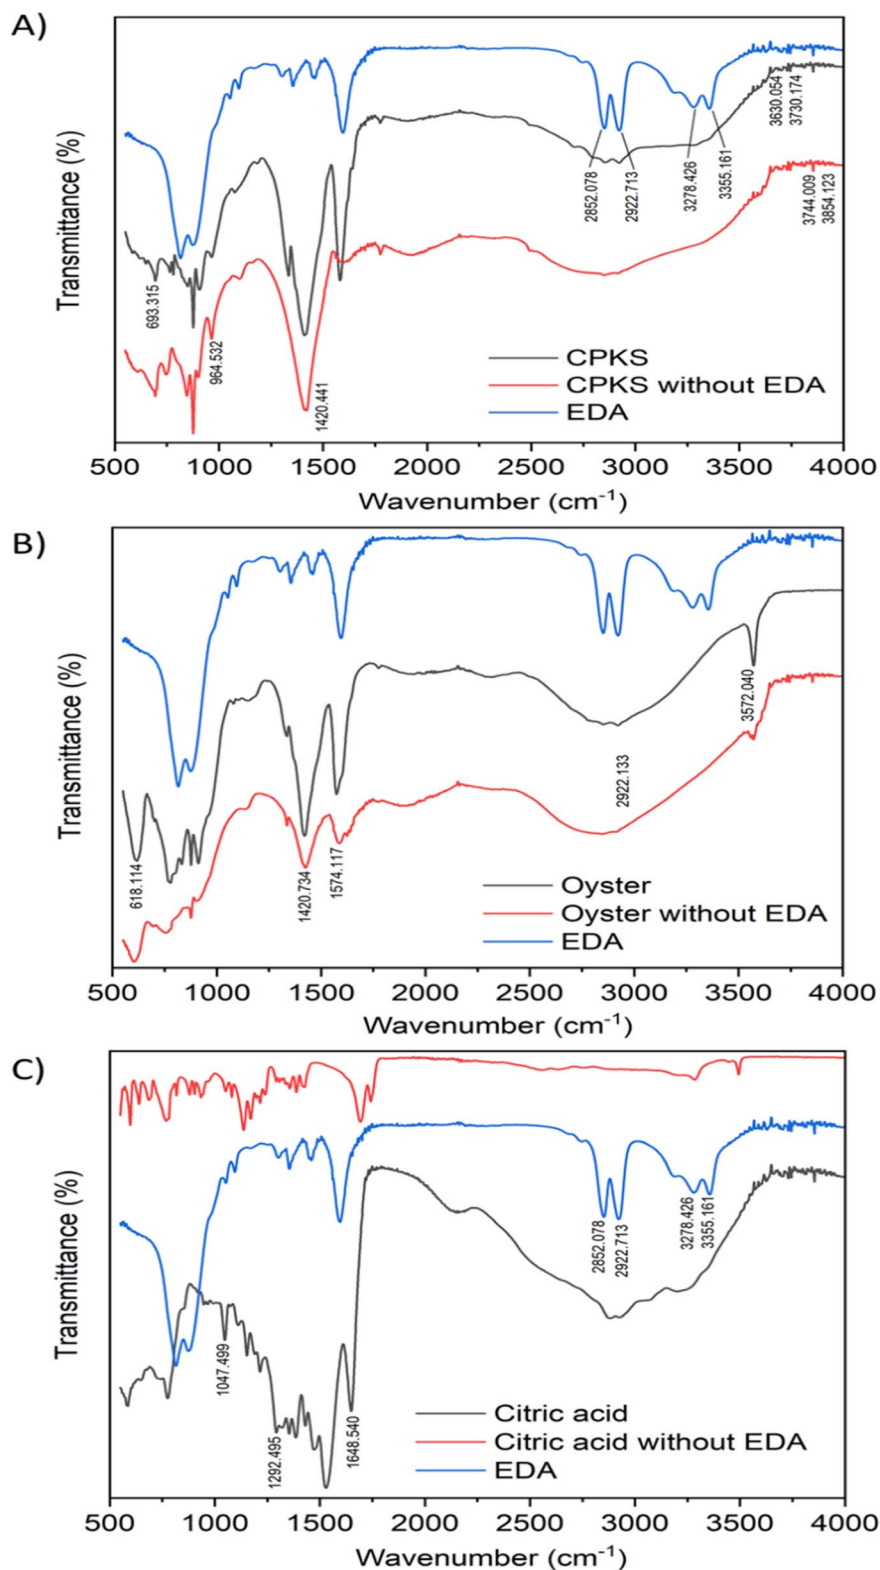 A)
Transmittance (%)
693.315
964.532
1420.441
2852.078
2922.713
3278.426
3355.161
3630.054
3730.174
3744.009
3854.123
CPKS
CPKS without EDA
EDA
500 1000 1500 2000 2500 3000 3500 4000
Wavenumber (cm⁻¹)
B)
Transmittance (%)
618.114
1420.734
1574.117
2922.133
3572.040
Oyster
Oyster without EDA
EDA
500 1000 1500 2000 2500 3000 3500 4000
Wavenumber (cm⁻¹)
C)
Transmittance (%)
1047.499
1292.495
1648.540
2852.078
2922.713
3278.426
3355.161
Citric acid
Citric acid without EDA
EDA
500 1000 1500 2000 2500 3000 3500 4000
Wavenumber (cm⁻¹)